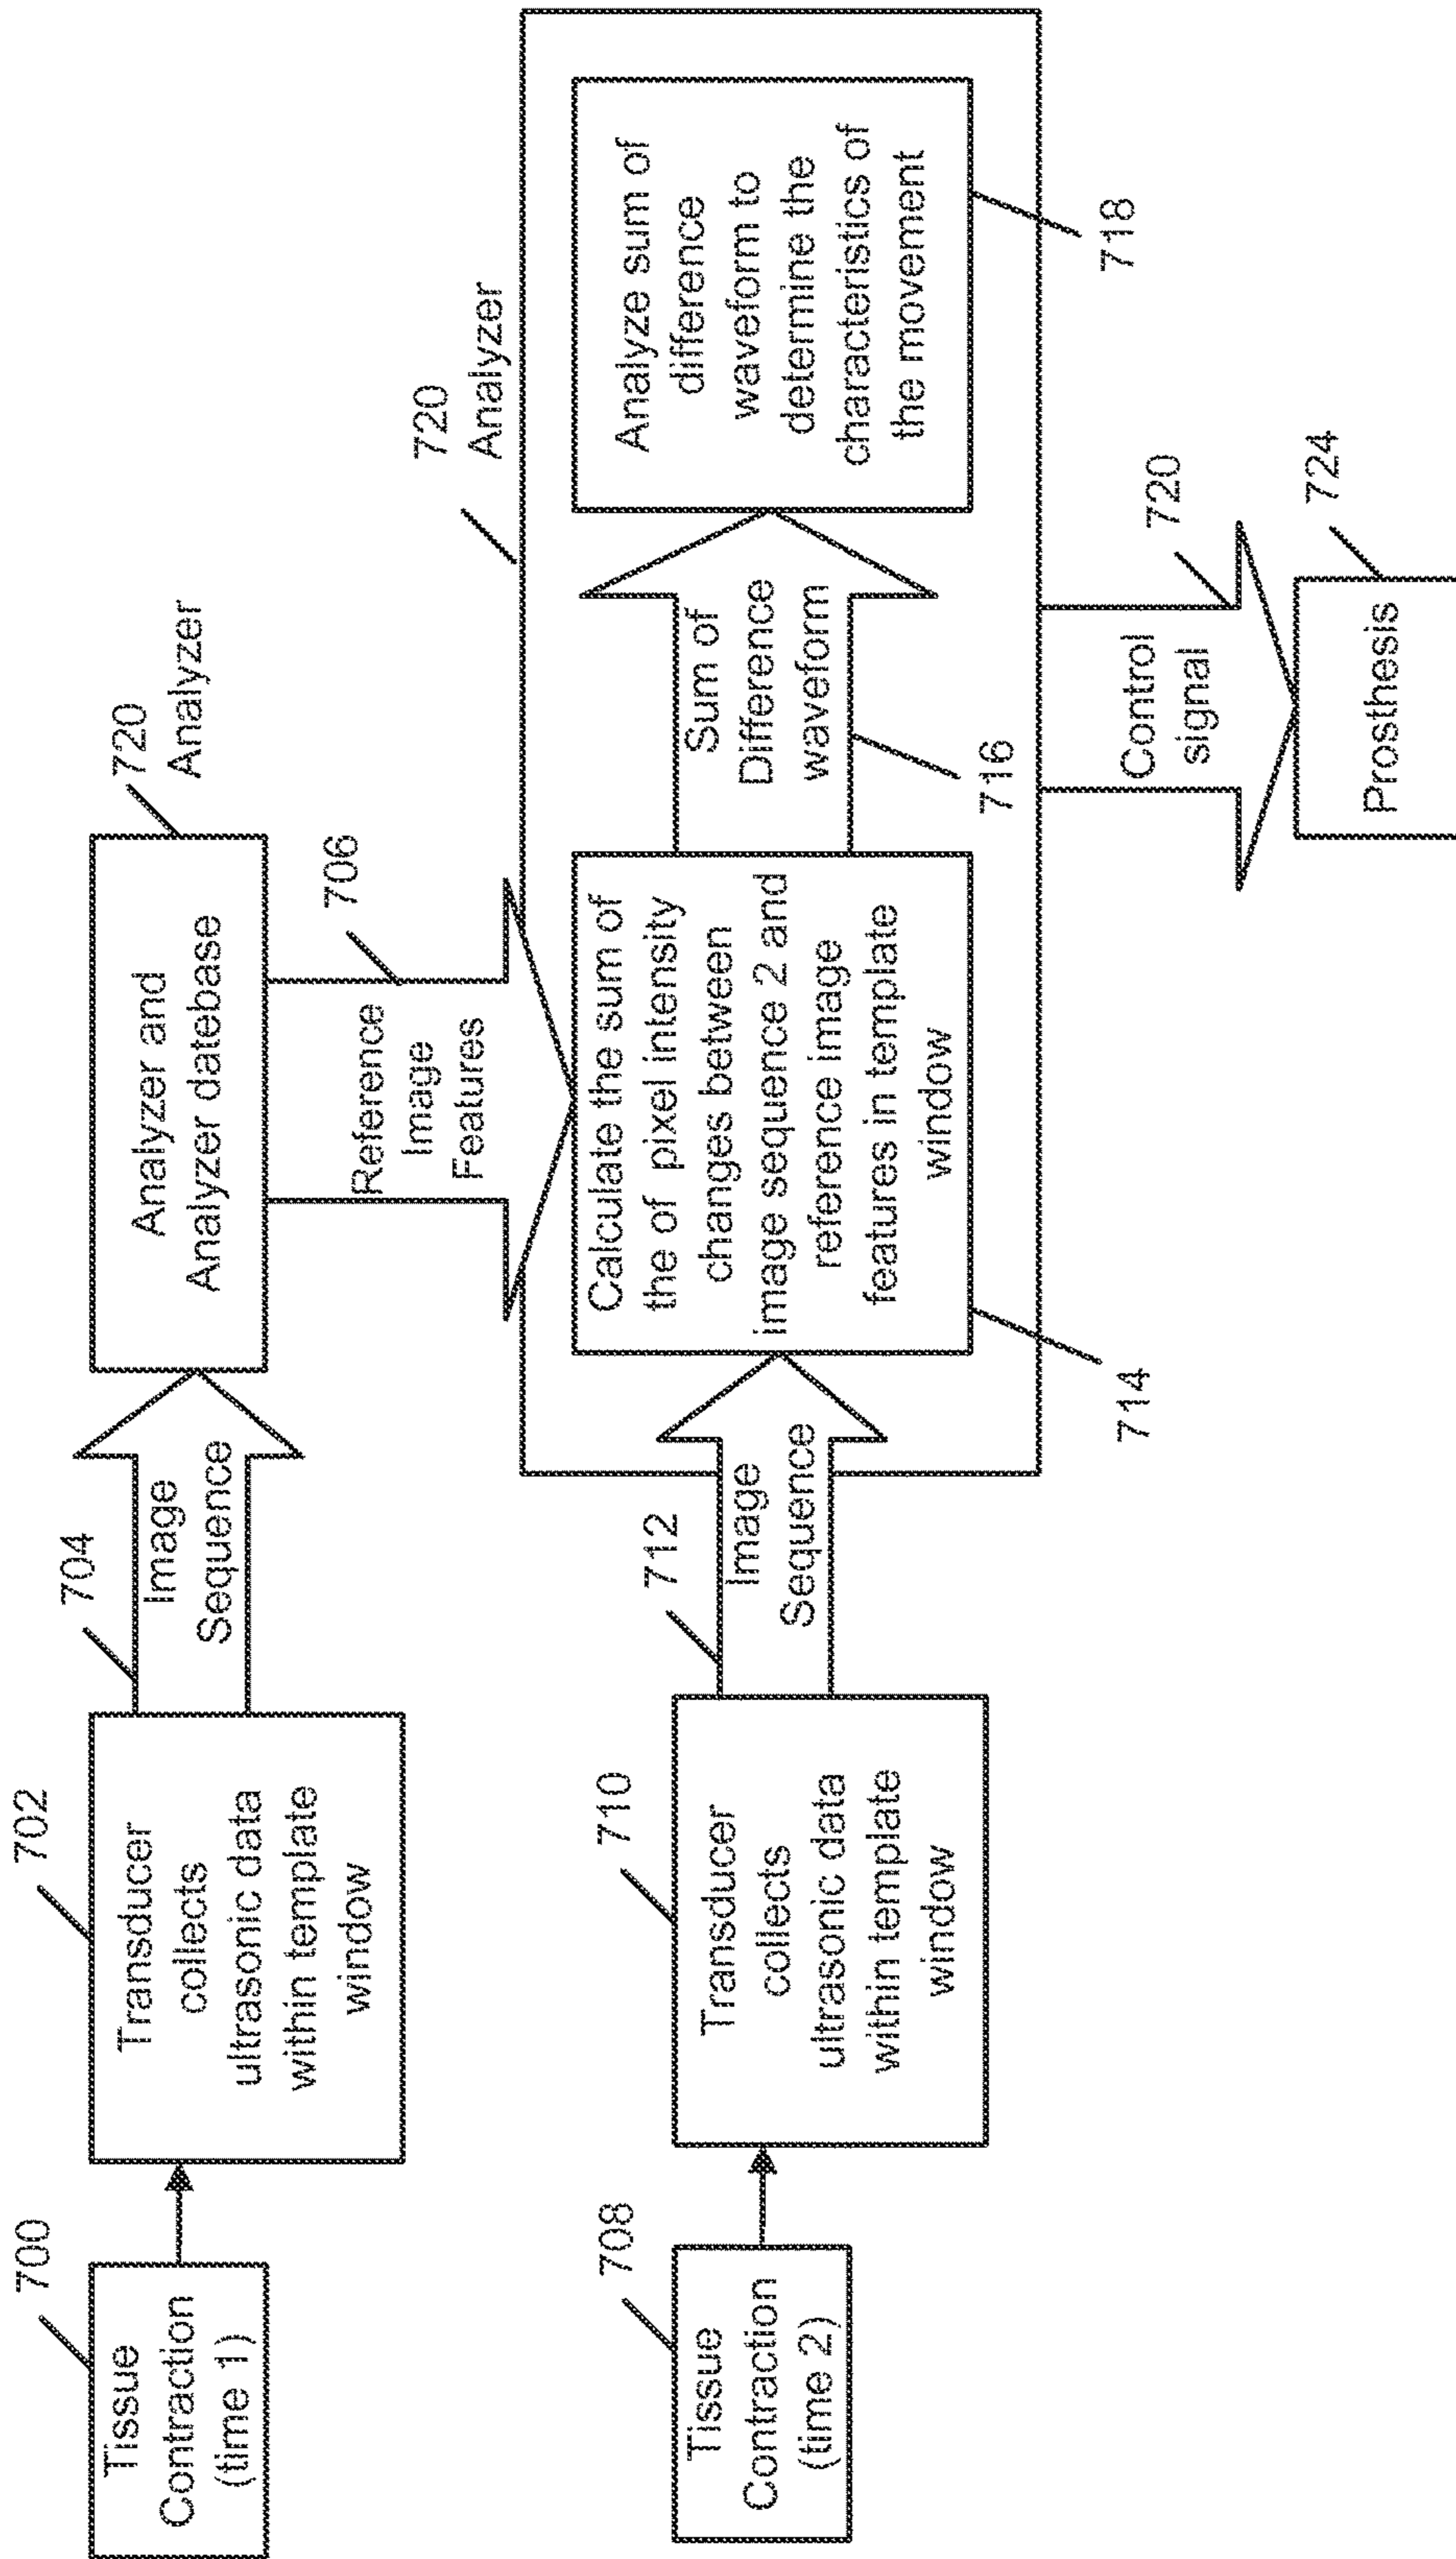 700
Tissue
Contraction
(time 1)
702
Transducer
collects
ultrasonic data
within template
window
704
Image
Sequence
720
Analyzer
Analyzer and
Analyzer datebase
706
Reference
Image
Features
708
Tissue
Contraction
(time 2)
710
Transducer
collects
ultrasonic data
within template
window
712
Image
Sequence
720
Analyzer
Calculate the sum of
the of pixel intensity
changes between
image sequence 2 and
reference image
features in template
window
714
Sum of
Difference
waveform
716
Analyze sum of
difference
waveform to
determine the
characteristics of
the movement
718
Control
signal
720
Prosthesis
724